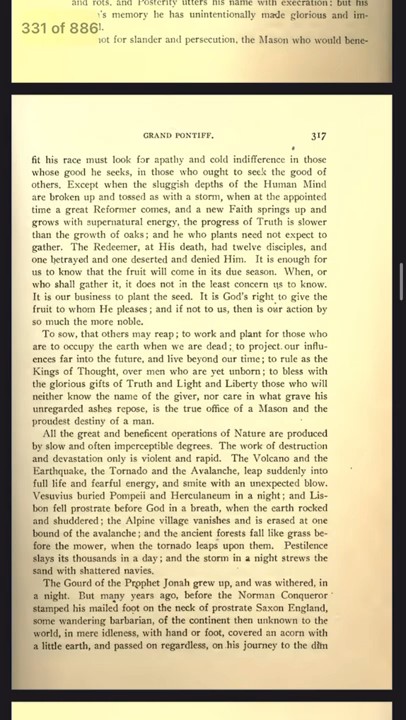 and rots, and Posterity utters his name with execration; but his
's memory he has unintentionally made glorious and im-
331 of 886
l.
not for slander and persecution, the Mason who would bene-
GRAND PONTIFF. 317
fit his race must look for apathy and cold indifference in those
whose good he seeks, in those who ought to seek the good of
others. Except when the sluggish depths of the Human Mind
are broken up and tossed as with a storm, when at the appointed
time a great Reformer comes, and a new Faith springs up and
grows with supernatural energy, the progress of Truth is slower
than the growth of oaks; and he who plants need not expect to
gather. The Redeemer, at His death, had twelve disciples, and
one betrayed and one deserted and denied Him. It is enough for
us to know that the fruit will come in its due season. When, or
who shall gather it, it does not in the least concern us to know.
It is our business to plant the seed. It is God's right to give the
fruit to whom He pleases; and if not to us, then is our action by
so much the more noble.
To sow, that others may reap; to work and plant for those who
are to occupy the earth when we are dead; to project our influ-
ences far into the future, and live beyond our time; to rule as the
Kings of Thought, over men who are yet unborn; to bless with
the glorious gifts of Truth and Light and Liberty those who will
neither know the name of the giver, nor care in what grave his
unregarded ashes repose, is the true office of a Mason and the
proudest destiny of a man.
All the great and beneficent operations of Nature are produced
by slow and often imperceptible degrees. The work of destruction
and devastation only is violent and rapid. The Volcano and the
Earthquake, the Tornado and the Avalanche, leap suddenly into
full life and fearful energy, and smite with an unexpected blow.
Vesuvius buried Pompeii and Herculaneum in a night; and Lis-
bon fell prostrate before God in a breath, when the earth rocked
and shuddered; the Alpine village vanishes and is erased at one
bound of the avalanche; and the ancient forests fall like grass be-
fore the mower, when the tornado leaps upon them. Pestilence
slays its thousands in a day; and the storm in a night strews the
sand with shattered navies.
The Gourd of the Prophet Jonah grew up, and was withered, in
a night. But many years ago, before the Norman Conqueror
stamped his mailed foot on the neck of prostrate Saxon England,
some wandering barbarian, of the continent then unknown to the
world, in mere idleness, with hand or foot, covered an acorn with
a little earth, and passed on regardless, on his journey to the dim